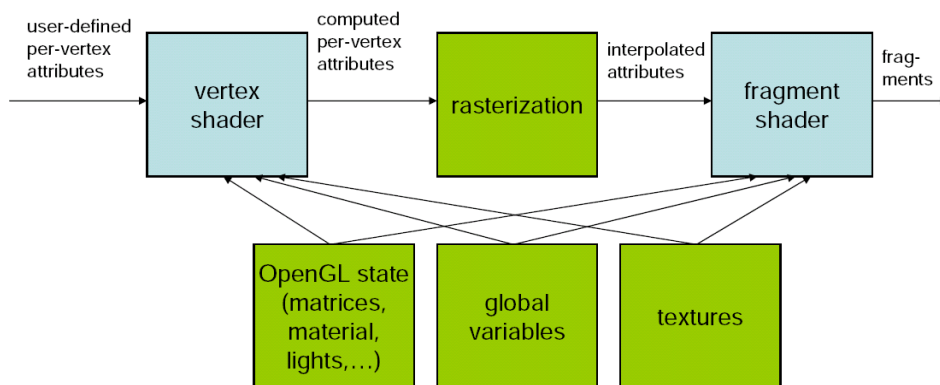 user-defined
per-vertex
attributes
vertex
shader
computed
per-vertex
attributes
rasterization
interpolated
attributes
fragment
shader
frag-
ments
OpenGL state
(matrices,
material,
lights,…)
global
variables
textures